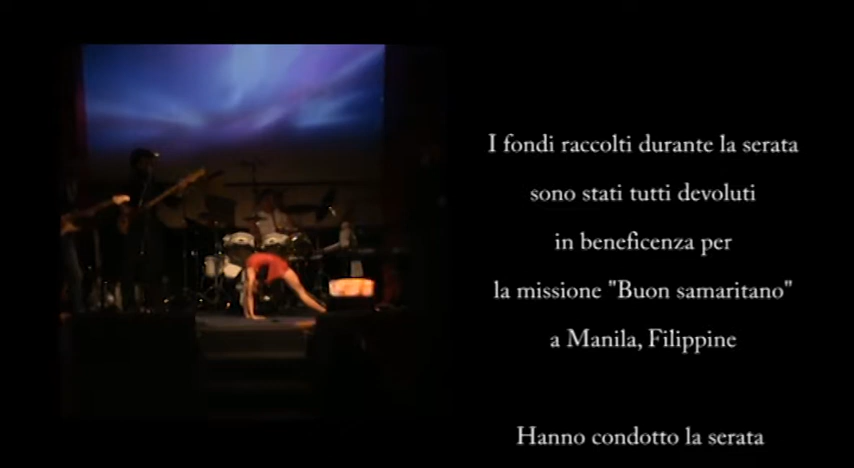 I fondi raccolti durante la serata
sono stati tutti devoluti
in beneficenza per
la missione "Buon samaritano"
a Manila, Filippine
Hanno condotto la serata